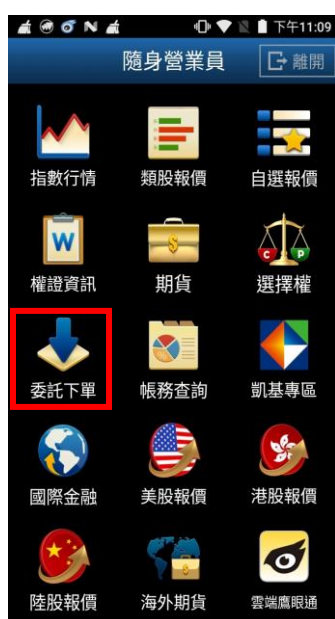 下午11:09
隨身營業員
離開
指數行情
類股報價
自選報價
W
權證資訊
$
期貨
C P
選擇權
委託下單
帳務查詢
凱基專區
國際金融
美股報價
港股報價
陸股報價
海外期貨
雲端鷹眼通